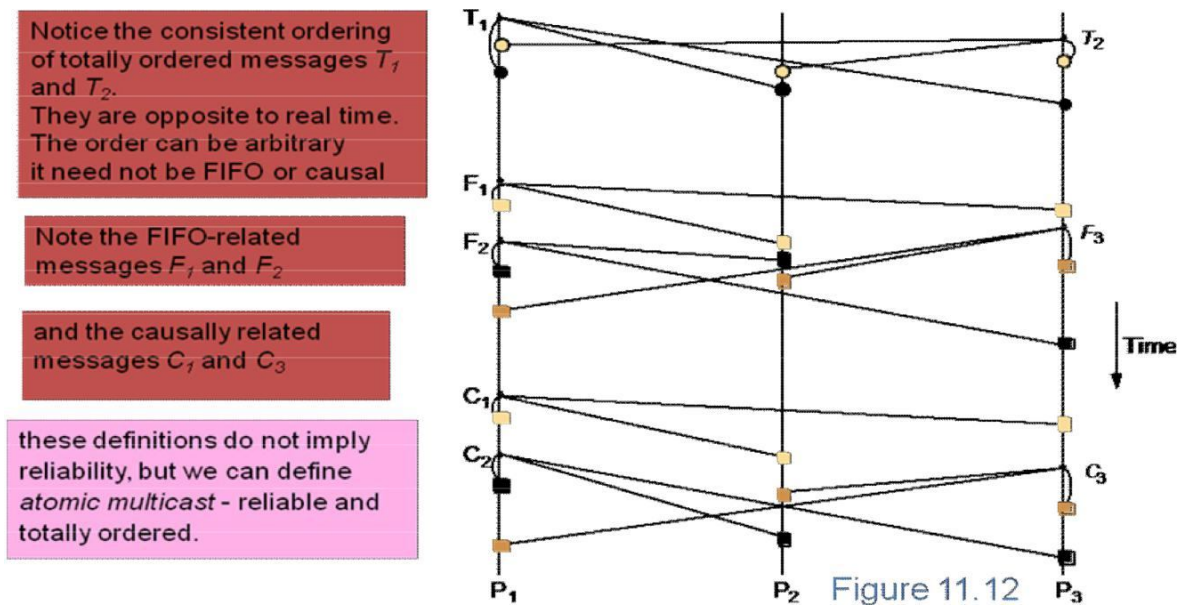 Notice the consistent ordering
of totally ordered messages T1
and T2.
They are opposite to real time.
The order can be arbitrary
it need not be FIFO or causal
Note the FIFO-related
messages F1 and F2
and the causally related
messages C1 and C3
these definitions do not imply
reliability, but we can define
atomic multicast - reliable and
totally ordered.
T1
T2
F1
F2
F3
Time
C1
C2
C3
P1
P2
P3
Figure 11.12